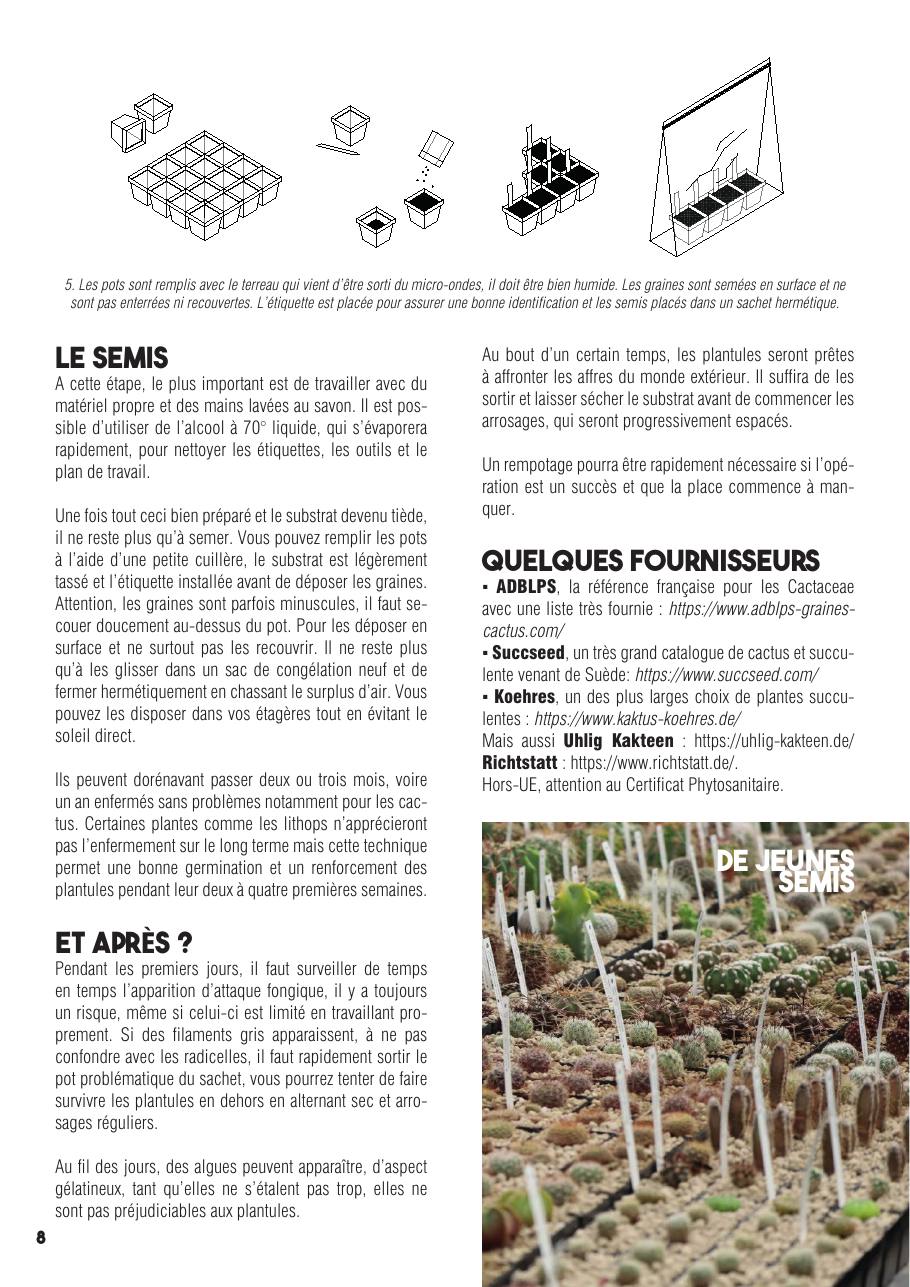 5. Les pots sont remplis avec le terreau qui vient d'être sorti du micro-ondes, il doit être bien humide. Les graines sont semées en surface et ne
sont pas enterrées ni recouvertes. L'étiquette est placée pour assurer une bonne identification et les semis placés dans un sachet hermétique.
LE SEMIS
A cette étape, le plus important est de travailler avec du
matériel propre et des mains lavées au savon. Il est pos-
sible d'utiliser de l'alcool à 70° liquide, qui s'évaporera
rapidement, pour nettoyer les étiquettes, les outils et le
plan de travail.
Une fois tout ceci bien préparé et le substrat devenu tiède,
il ne reste plus qu'à semer. Vous pouvez remplir les pots
à l'aide d'une petite cuillère, le substrat est légèrement
tassé et l'étiquette installée avant de déposer les graines.
Attention, les graines sont parfois minuscules, il faut se-
couer doucement au-dessus du pot. Pour les déposer en
surface et ne surtout pas les recouvrir. Il ne reste plus
qu'à les glisser dans un sac de congélation neuf et de
fermer hermétiquement en chassant le surplus d'air. Vous
pouvez les disposer dans vos étagères tout en évitant le
soleil direct.
Ils peuvent dorénavant passer deux ou trois mois, voire
un an enfermés sans problèmes notamment pour les cac-
tus. Certaines plantes comme les lithops n'apprécieront
pas l'enfermement sur le long terme mais cette technique
permet une bonne germination et un renforcement des
plantules pendant leur deux à quatre premières semaines.
ET APRÈS ?
Pendant les premiers jours, il faut surveiller de temps
en temps l'apparition d'attaque fongique, il y a toujours
un risque, même si celui-ci est limité en travaillant pro-
prement. Si des filaments gris apparaissent, à ne pas
confondre avec les radicelles, il faut rapidement sortir le
pot problématique du sachet, vous pourrez tenter de faire
survivre les plantules en dehors en alternant sec et arro-
sages réguliers.
Au fil des jours, des algues peuvent apparaître, d'aspect
gélatineux, tant qu'elles ne s'étalent pas trop, elles ne
sont pas préjudiciables aux plantules.
Au bout d'un certain temps, les plantules seront prêtes
à affronter les affres du monde extérieur. Il suffira de les
sortir et laisser sécher le substrat avant de commencer les
arrosages, qui seront progressivement espacés.
Un rempotage pourra être rapidement nécessaire si l'opé-
ration est un succès et que la place commence à man-
quer.
QUELQUES FOURNISSEURS
▪ ADBLPS, la référence française pour les Cactaceae
avec une liste très fournie : https://www.adblps-graines-
cactus.com/
▪ Succseed, un très grand catalogue de cactus et succu-
lente venant de Suède: https://www.succseed.com/
▪ Koehres, un des plus larges choix de plantes succu-
lentes : https://www.kaktus-koehres.de/
Mais aussi Uhlig Kakteen : https://uhlig-kakteen.de/
Richtstatt : https://www.richtstatt.de/.
Hors-UE, attention au Certificat Phytosanitaire.
DE JEUNES
SEMIS
8